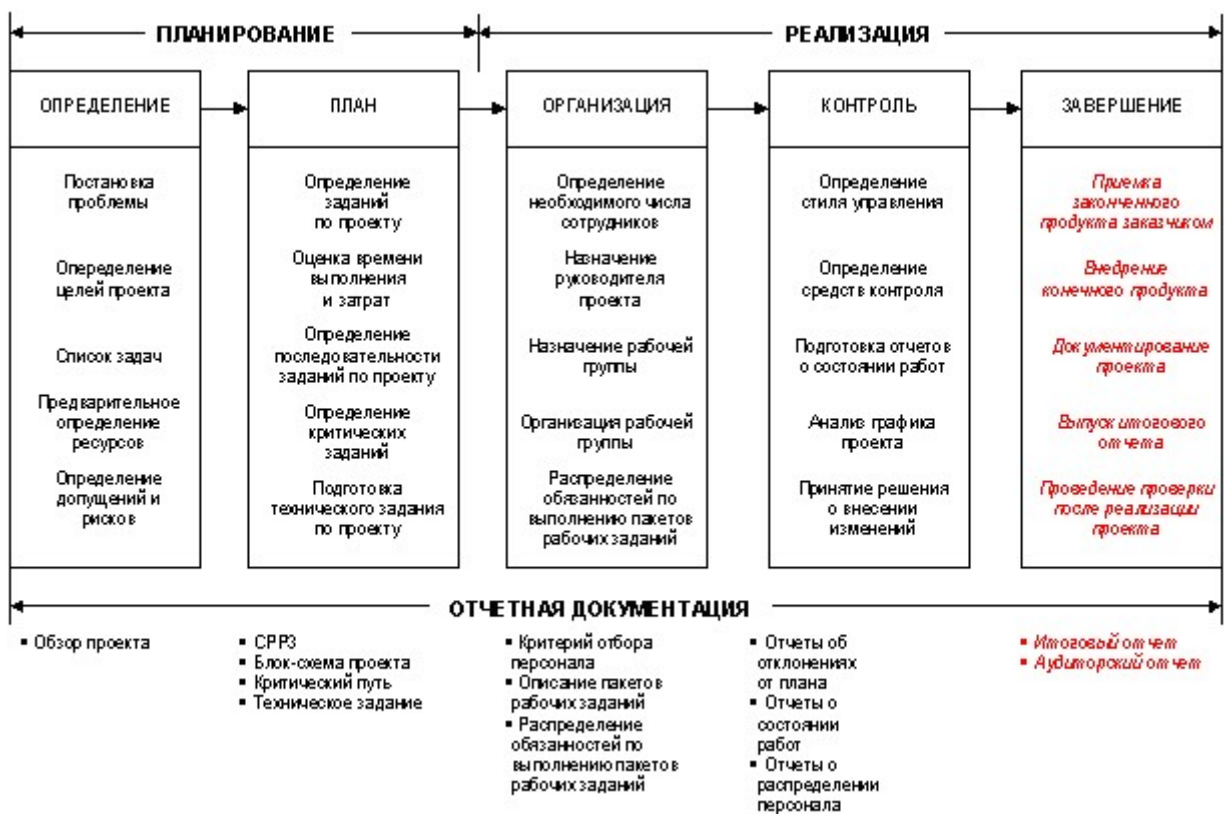 ПЛАНИРОВАНИЕ
РЕАЛИЗАЦИЯ
ОПРЕДЕЛЕНИЕ
Постановка
проблемы
Опеределение
целей проекта
Список задач
Предварительное
определение
ресурсов
Определение
допущений и
рисков
ПЛАН
Определение
заданий
по проекту
Оценка времени
выполнения
и затрат
Определение
последовательности
заданий по проекту
Определение
критических
заданий
Подготовка
технического задания
по проекту
ОРГАНИЗАЦИЯ
Определение
необходимого числа
сотрудников
Назначение
руководителя
проекта
Назначение рабочей
группы
Организация рабочей
группы
Распределение
обязанностей по
выполнению пакетов
рабочих заданий
КОНТРОЛЬ
Определение
стиля управления
Определение
средств контроля
Подготовка отчетов
о состоянии работ
Анализ графика
проекта
Принятие решения
о внесении
изменений
ЗАВЕРШЕНИЕ
Приемка
законченного
продукта заказчиком
Внедрение
конечного продукта
Документирование
проекта
Выпуск итогового
отчета
Проведение проверки
после реализации
проекта
ОТЧЕТНАЯ ДОКУМЕНТАЦИЯ
▪ Обзор проекта
▪ СРРЗ
▪ Блок-схема проекта
▪ Критический путь
▪ Техническое задание
▪ Критерий отбора
персонала
▪ Описание пакетов
рабочих заданий
▪ Распределение
обязанностей по
выполнению пакетов
рабочих заданий
▪ Отчеты об
отклонениях
от плана
▪ Отчеты о
состоянии
работ
▪ Отчеты о
распределении
персонала
▪ Итоговый отчет
▪ Аудиторский отчет